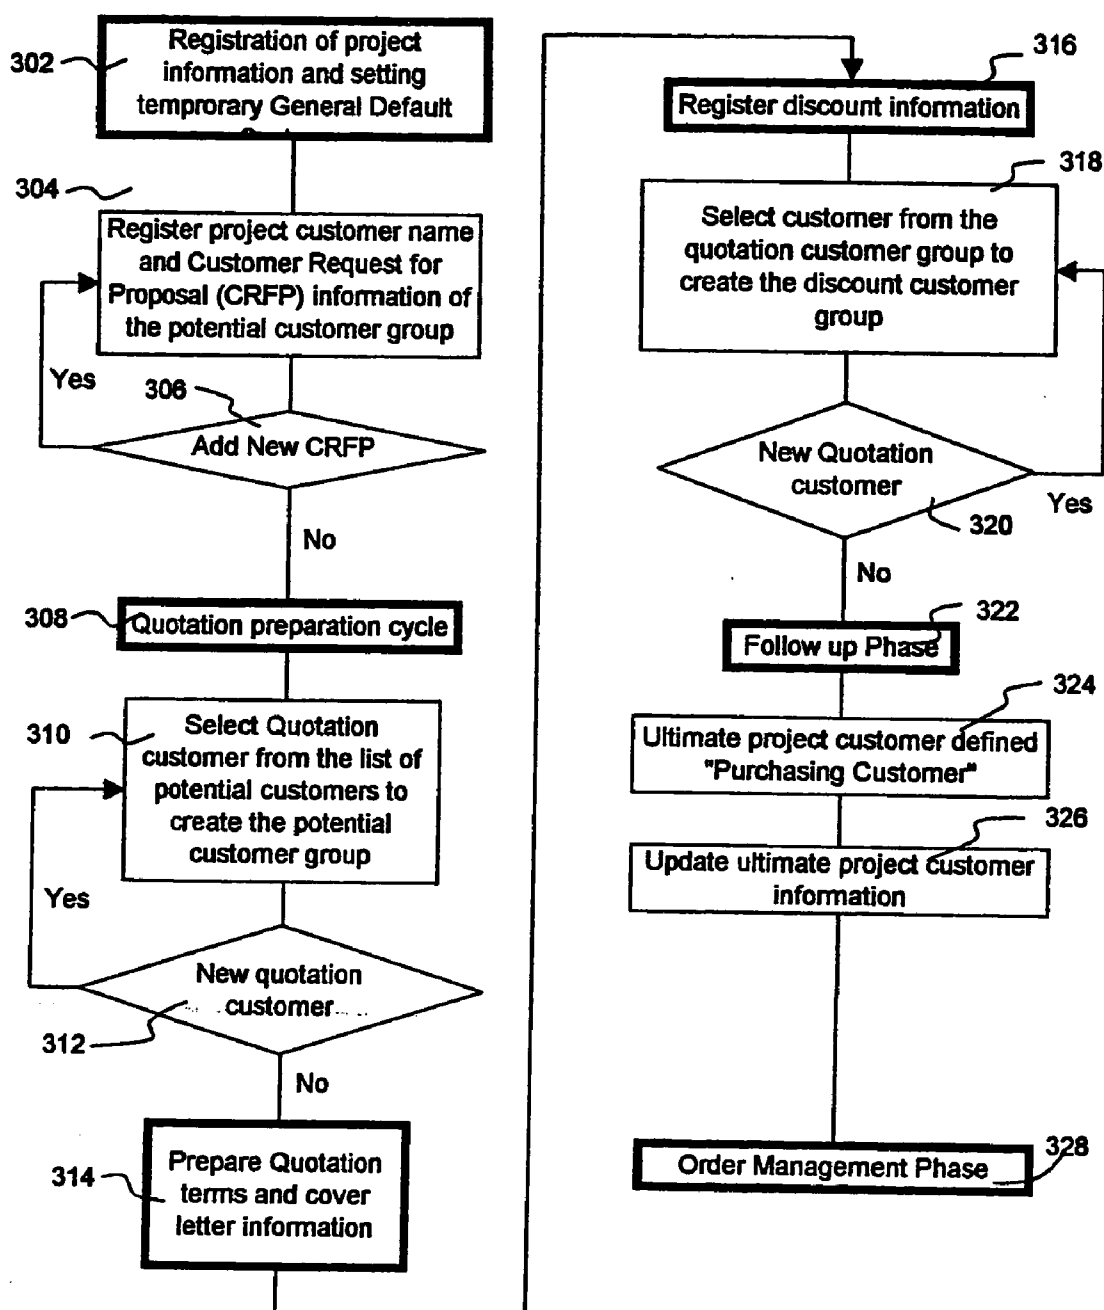 302
Registration of project
information and setting
temprorary General Default
304
Register project customer name
and Customer Request for
Proposal (CRFP) information of
the potential customer group
Yes
306
Add New CRFP
No
308
Quotation preparation cycle
310
Select Quotation
customer from the list of
potential customers to
create the potential
customer group
Yes
New quotation
customer
312
No
314
Prepare Quotation
terms and cover
letter information
316
Register discount information
318
Select customer from the
quotation customer group to
create the discount customer
group
New Quotation
customer
Yes
320
No
322
Follow up Phase
324
Ultimate project customer defined
"Purchasing Customer"
326
Update ultimate project customer
information
Order Management Phase
328